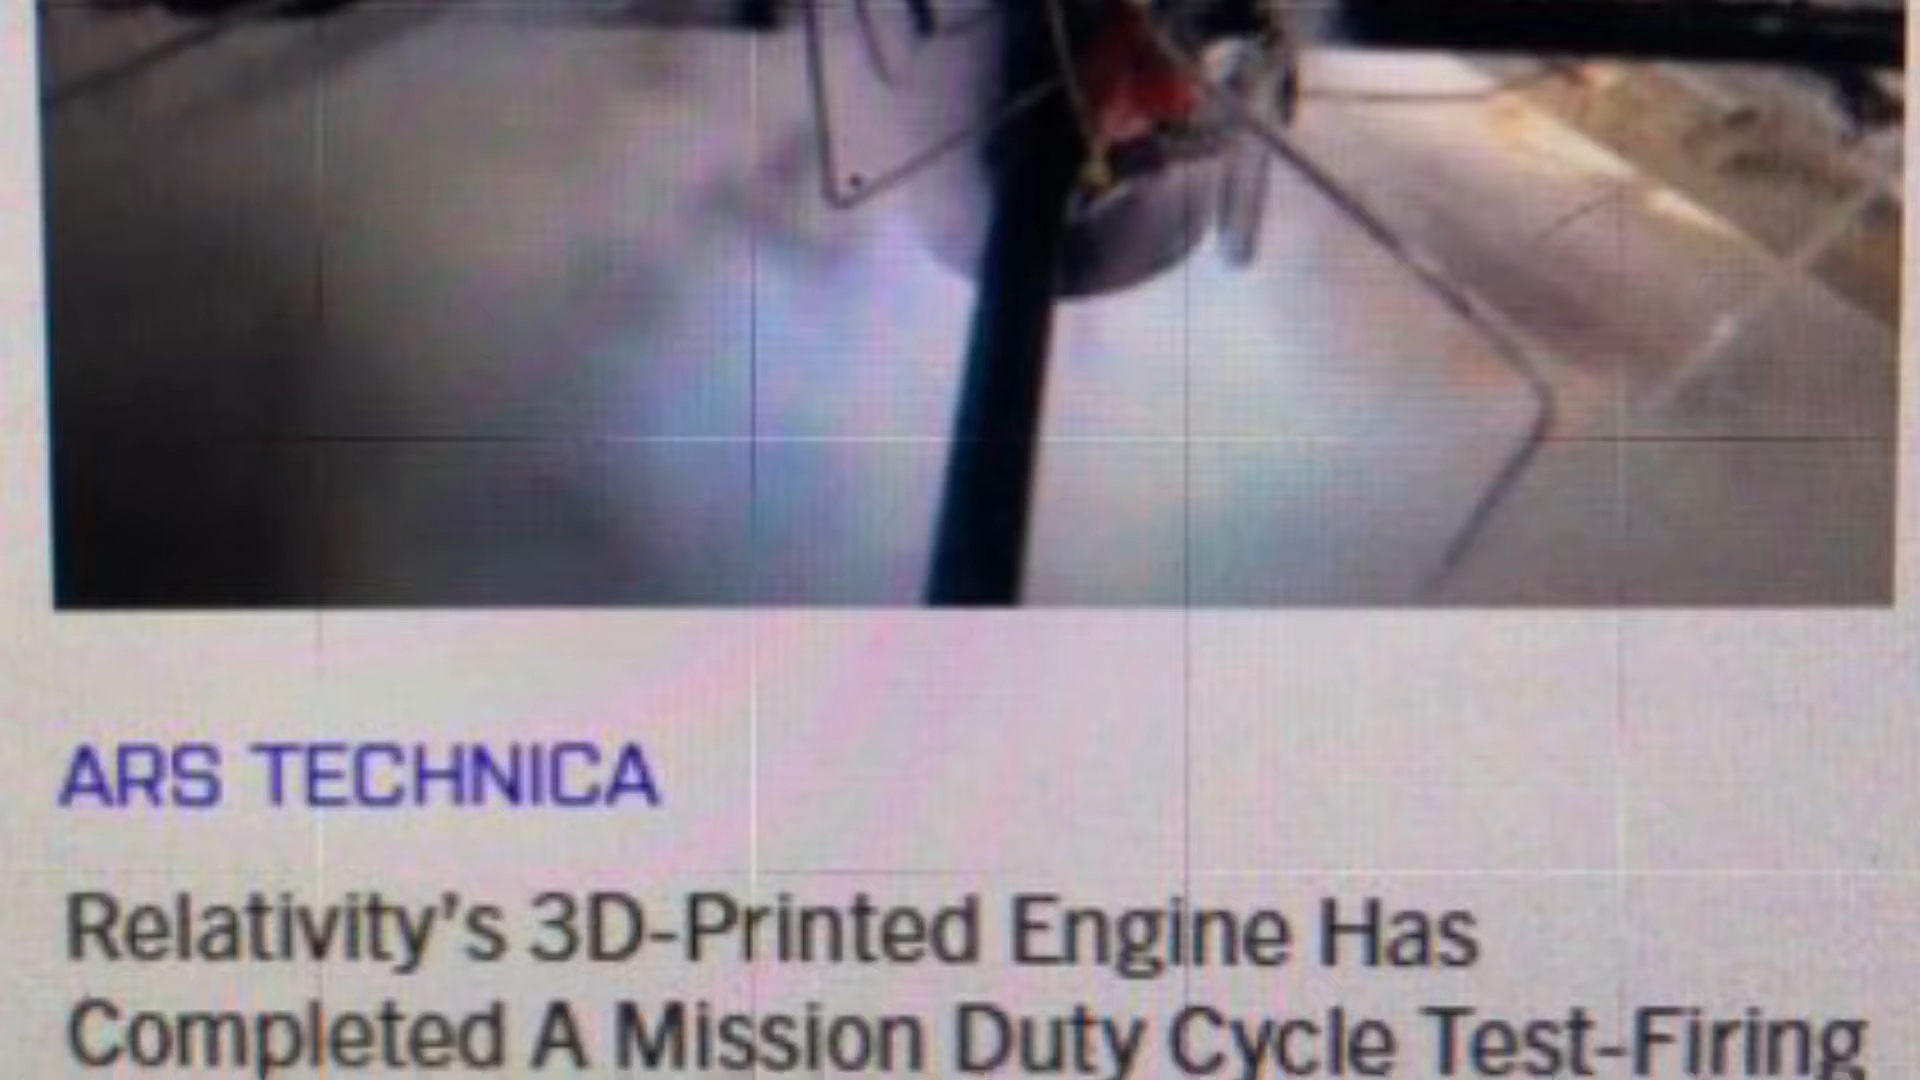 ARS TECHNICA
Relativity's 3D-Printed Engine Has
Completed A Mission Duty Cycle Test-Firing